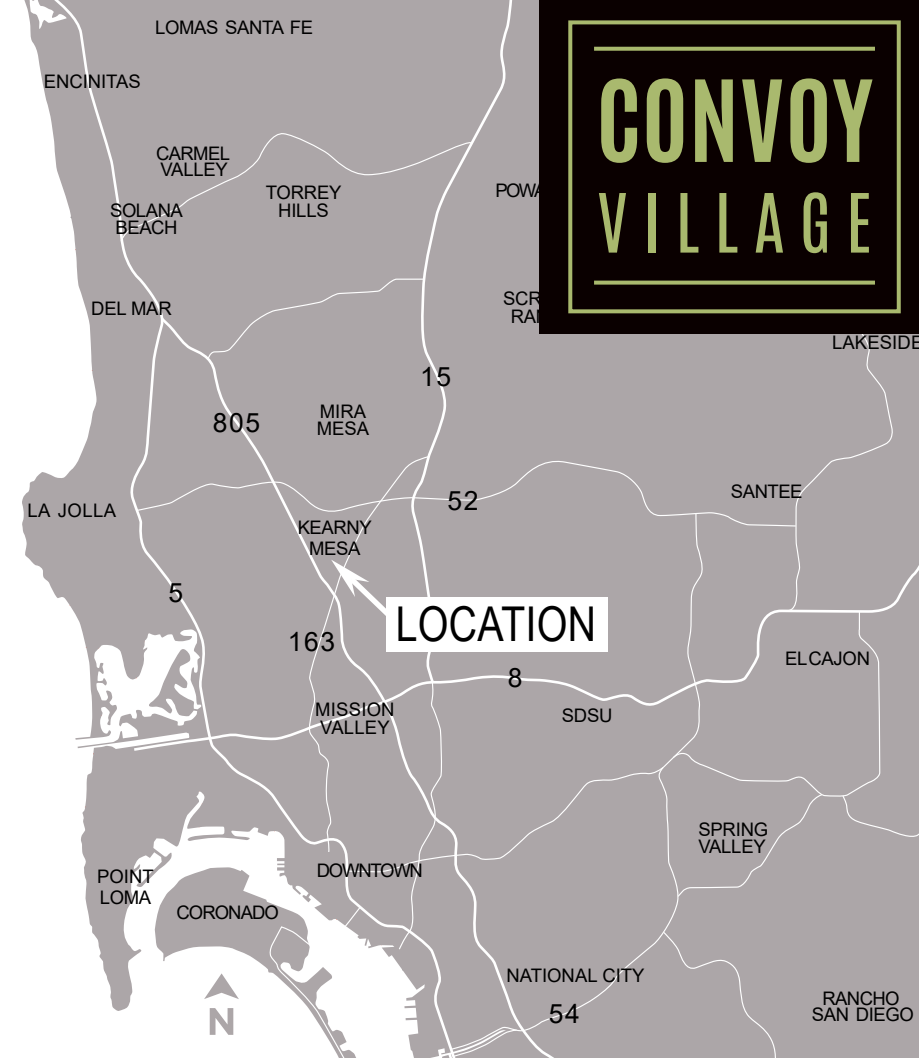 LOMAS SANTA FE
CONVOY
VILLAGE
ENCINITAS
CARMEL
VALLEY
TORREY
HILLS
SOLANA
BEACH
DEL MAR
LAKESIDE
15
805
MIRA
MESA
52
SANTEE
LA JOLLA
KEARNY
MESA
5
LOCATION
163
8
EL CAJON
MISSION
VALLEY
SDSU
SPRING
VALLEY
DOWNTOWN
POINT
LOMA
CORONADO
NATIONAL CITY
54
RANCHO
SAN DIEGO
N